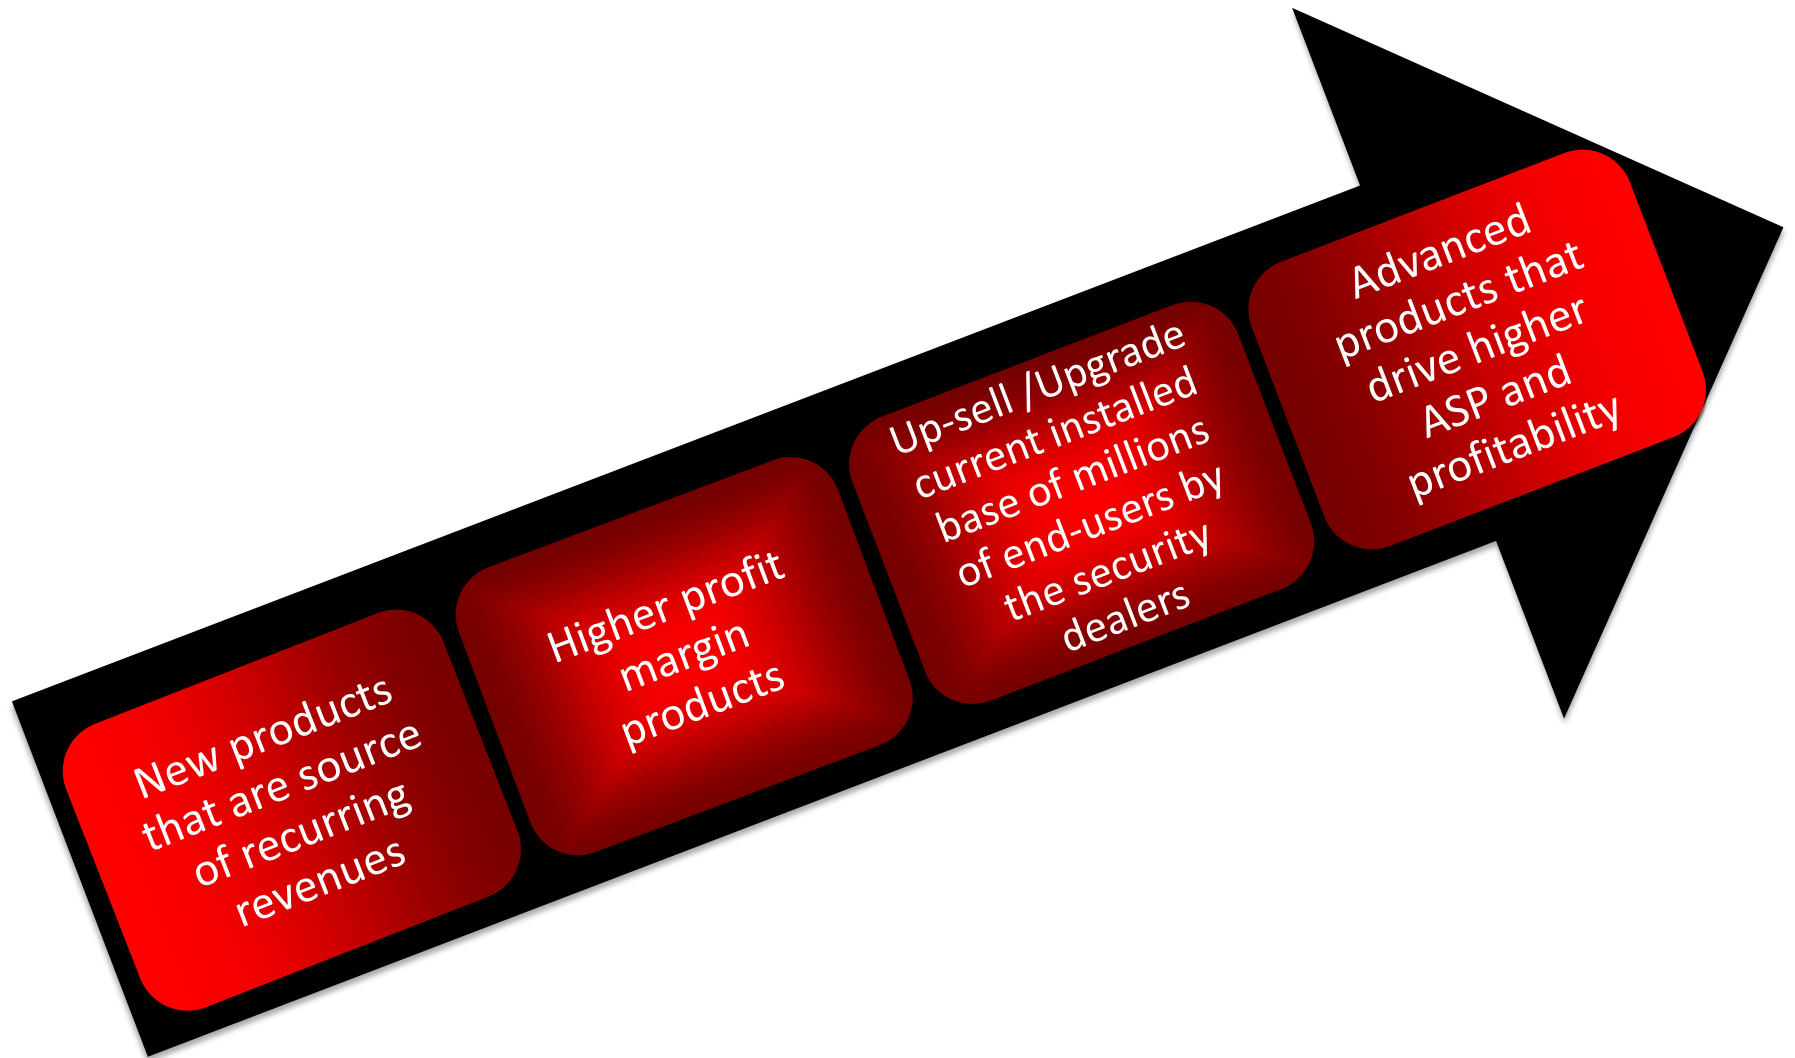 New products
that are source
of recurring
revenues
Higher profit
margin
products
Up-sell /Upgrade
current installed
base of millions
of end-users by
the security
dealers
Advanced
products that
drive higher
ASP and
profitability